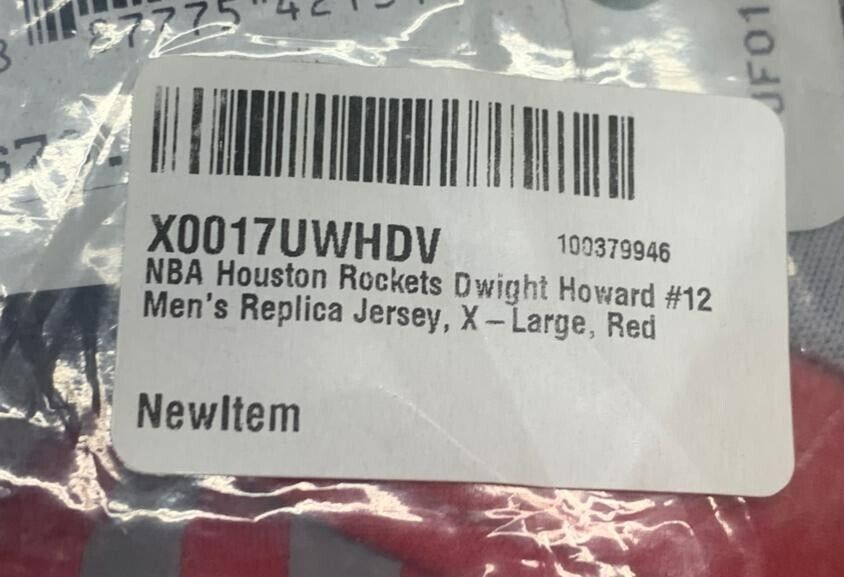 X0017UWHDV 100379946
NBA Houston Rockets Dwight Howard #12
Men's Replica Jersey, X – Large, Red
NewItem